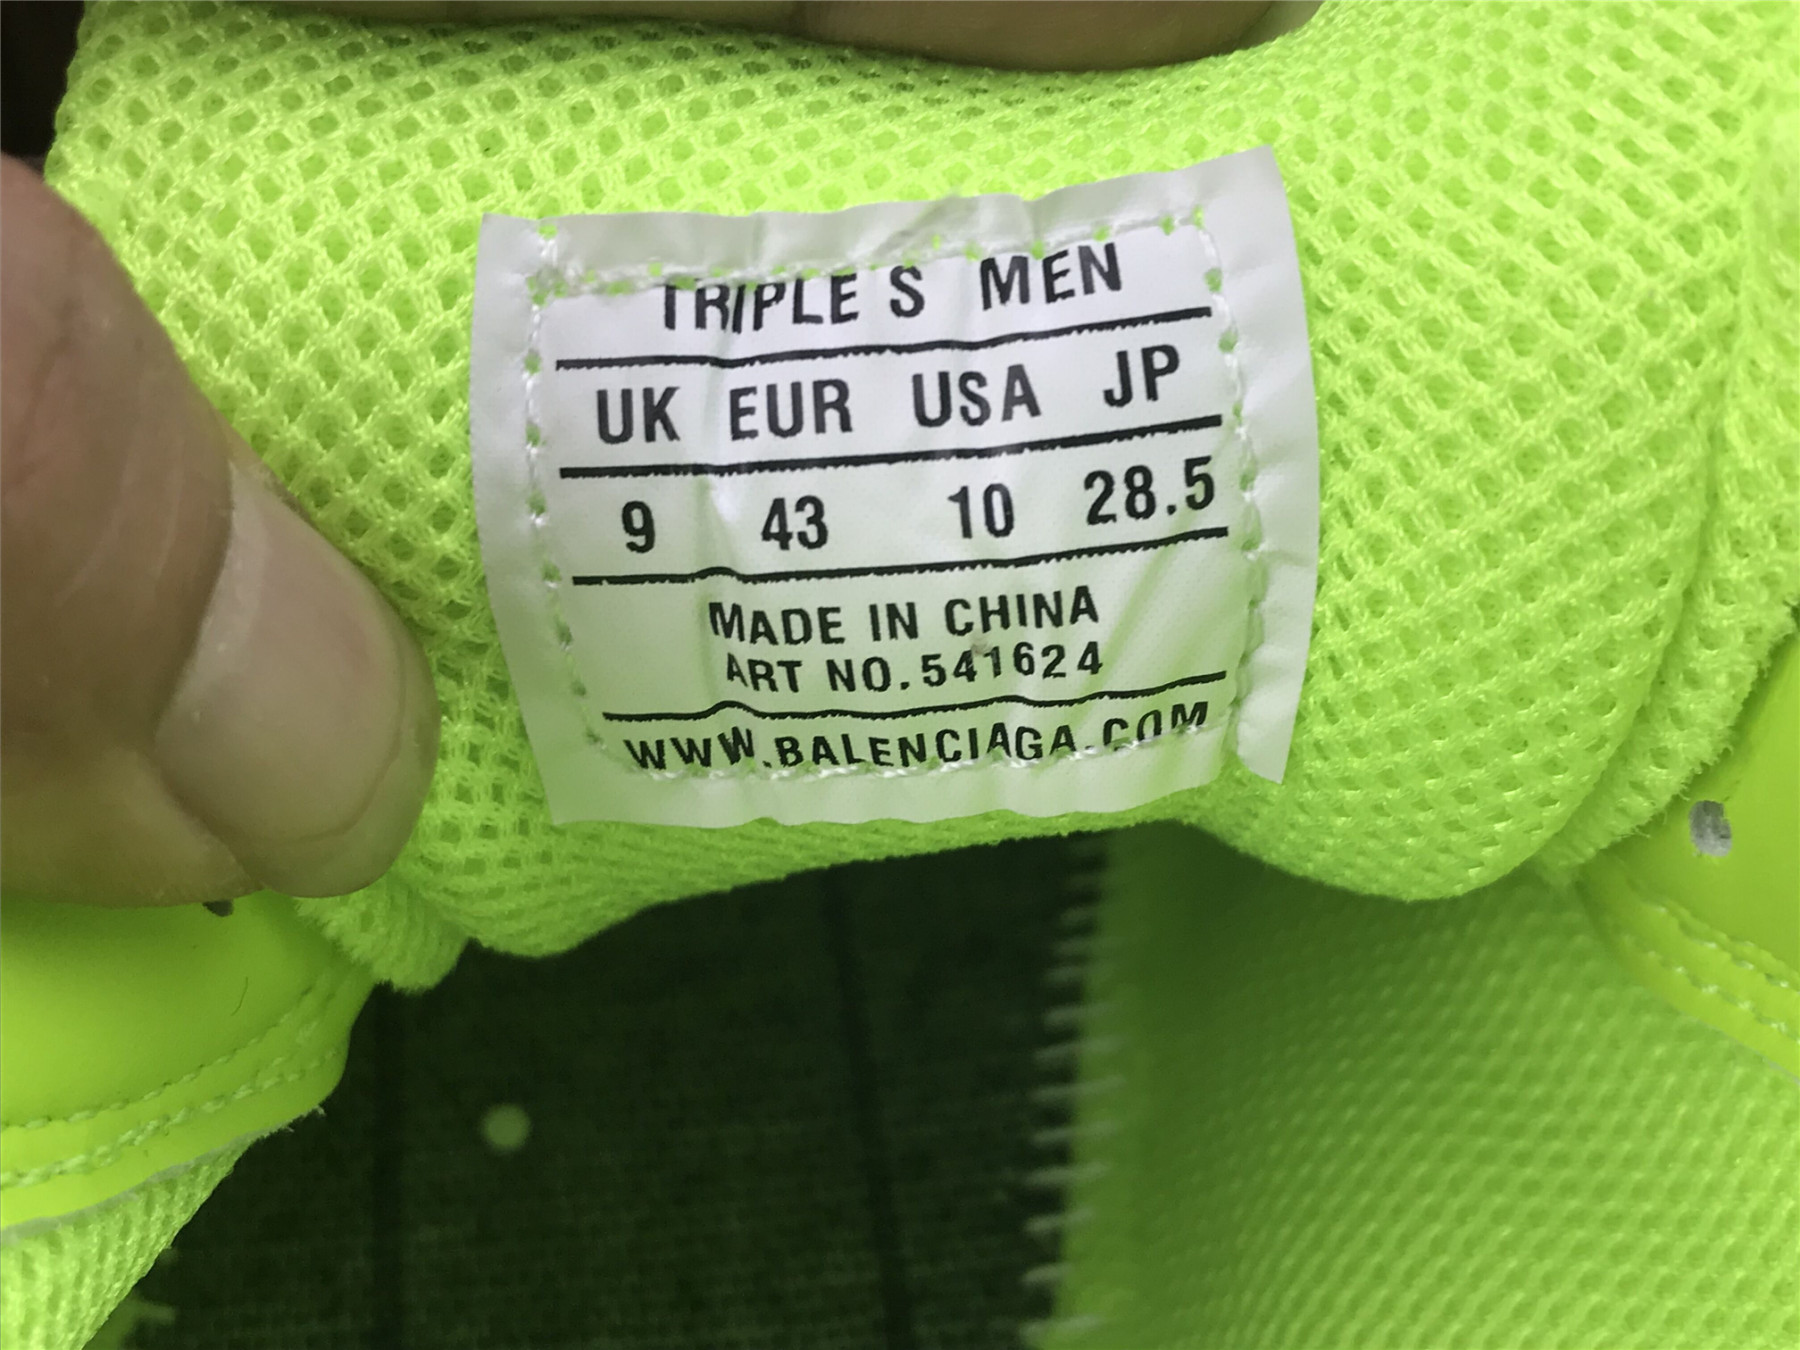 TRIPLE S MEN
UK EUR USA JP
9 43 10 28.5
MADE IN CHINA
ART NO.541624
WWW.BALENCIAGA.COM